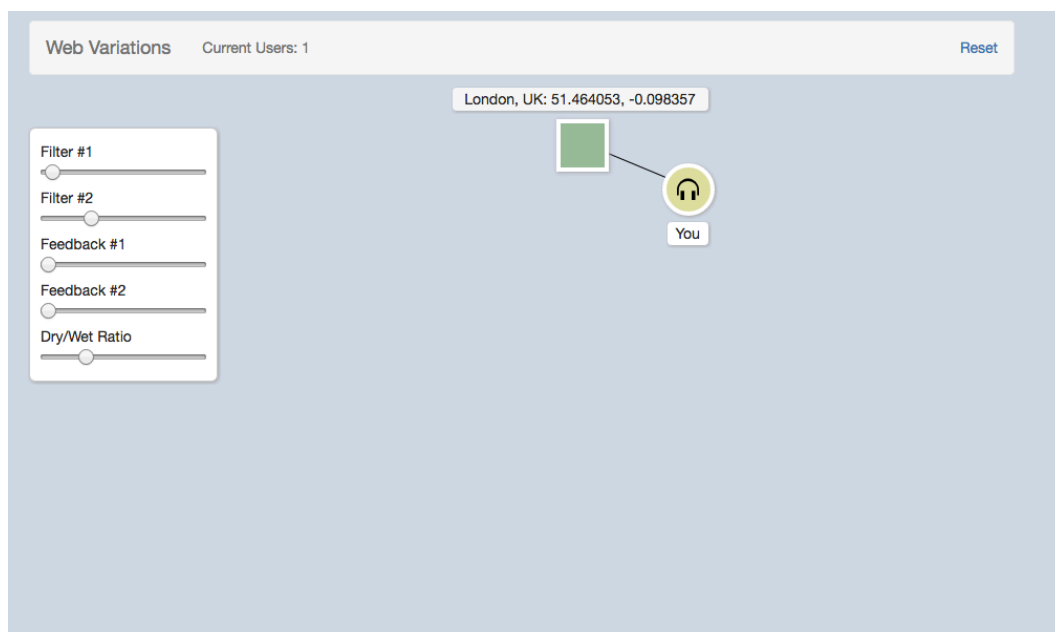 Web Variations Current Users: 1 Reset
London, UK: 51.464053, -0.098357
Filter #1
Filter #2
Feedback #1
Feedback #2
Dry/Wet Ratio
You